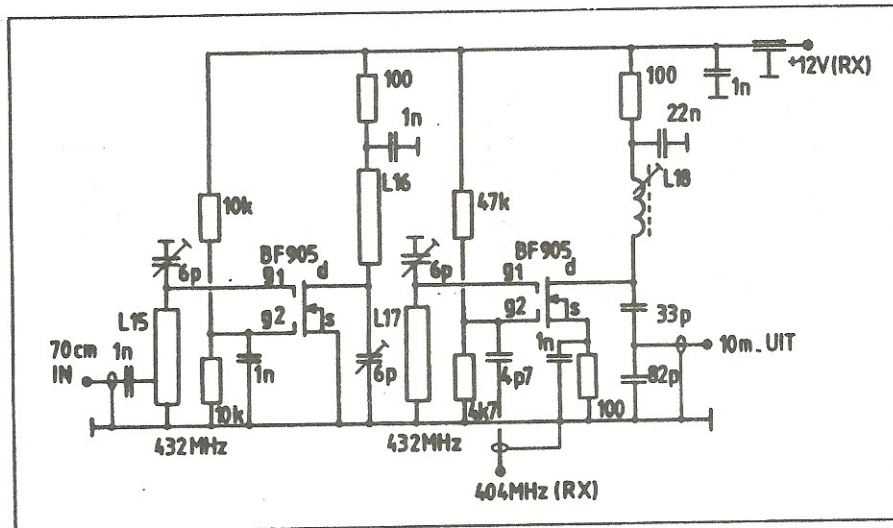 100
1n
+12V(RX)
100
1n
22n
L16
L18
10k
47k
6p
BF905
g1
d
6p
BF905
g1
d
L15
g2
s
L17
g2
s
33p
70cm
IN
1n
1n
6p
4p7
1n
82p
10m_UIT
10k
4k7
100
432MHz
432MHz
404MHz (RX)